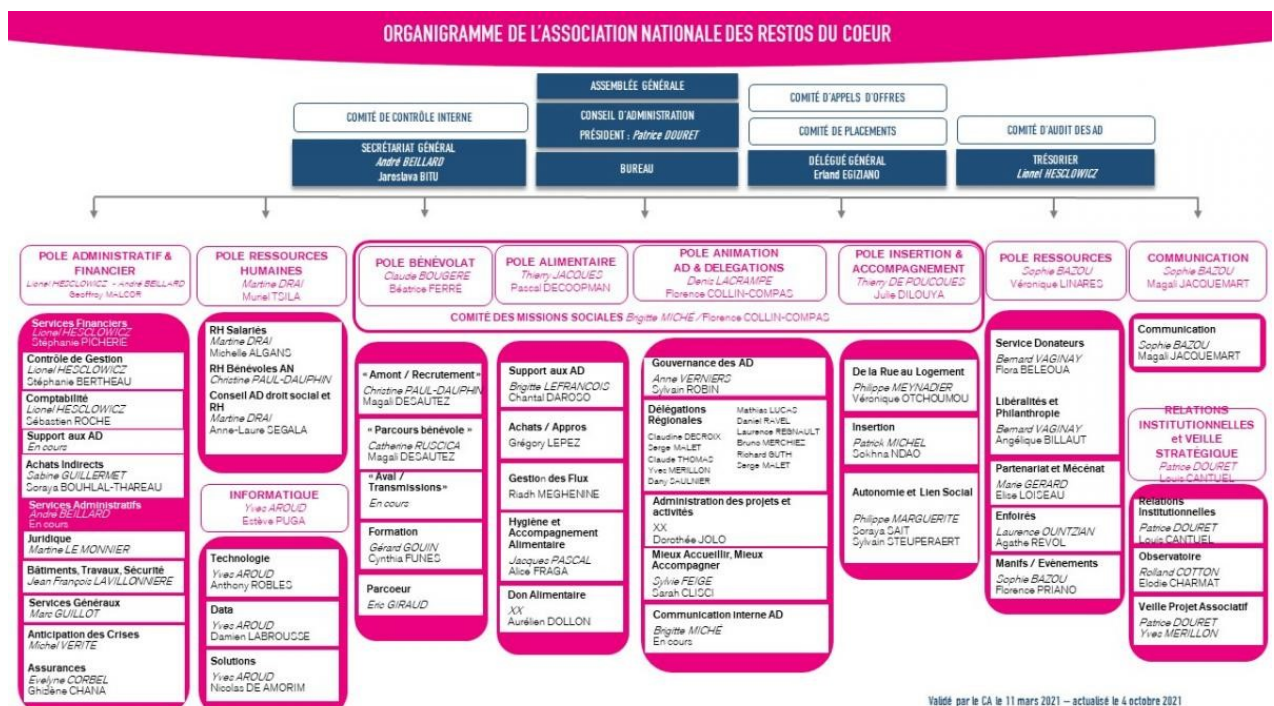 ORGANIGRAMME DE L'ASSOCIATION NATIONALE DES RESTOS DU COEUR
ASSEMBLÉE GÉNÉRALE
CONSEIL D'ADMINISTRATION
PRÉSIDENT : Patrice DOURET
BUREAU
COMITÉ DE CONTRÔLE INTERNE
SECRÉTARIAT GÉNÉRAL
André BEILLARD
Jaroslava BITU
COMITÉ D'APPELS D'OFFRES
COMITÉ DE PLACEMENTS
DÉLÉGUÉ GÉNÉRAL
Erland EGIZIANO
COMITÉ D'AUDIT DES AD
TRÉSORIER
Lionel HESCLOWICZ
POLE ADMINISTRATIF &
FINANCIER
Lionel HESCLOWICZ - André BEILLARD
Geoffroy MALCOR
Services Financiers
Lionel HESCLOWICZ
Stéphanie PICHERIE
Contrôle de Gestion
Lionel HESCLOWICZ
Stéphane BERTHEAU
Comptabilité
Lionel HESCLOWICZ
Sébastien ROCHE
Support aux AD
En cours
Achats Indirects
Sabine GUILLERMET
Soraya BOUHLAL-THAREAU
Services Administratifs
André BEILLARD
En cours
Juridique
Martine LE MONNIER
Bâtiments, Travaux, Sécurité
Jean François LAVILLONNIERE
Services Généraux
Marc GUILLOT
Anticipation des Crises
Michel VERITE
Assurances
Evelyne CORBEL
Ghislène CHANA
POLE RESSOURCES
HUMAINES
Martine DRAI
Muriel TSILA
RH Salariés
Martine DRAI
Michelle ALGANS
RH Bénévoles AN
Christine PAUL-DAUPHIN
Conseil AD droit social et
RH
Martine DRAI
Anne-Laure SEGALA
INFORMATIQUE
Yves AROUD
Estève PUGA
Technologie
Yves AROUD
Anthony ROBLES
Data
Yves AROUD
Damien LABROUSSE
Solutions
Yves AROUD
Nicolas DE AMORIM
POLE BÉNÉVOLAT
Claude BOUGERE
Béatrice FERRE
POLE ALIMENTAIRE
Thierry JACQUES
Pascal DECOOPMAN
POLE ANIMATION
AD & DELEGATIONS
Denis LACRAMPE
Florence COLLIN-COMPAS
POLE INSERTION &
ACCOMPAGNEMENT
Thierry DE POUCQUES
Julie DILOUYA
COMITÉ DES MISSIONS SOCIALES Brigitte MICHÉ / Florence COLLIN-COMPAS
« Amont / Recrutement »
Christine PAUL-DAUPHIN
Magali DESAUTEZ
« Parcours bénévole »
Catherine RUSCICA
Magali DESAUTEZ
«Aval /
Transmissions»
En cours
Formation
Gérard GOUIN
Cynthia FUNES
Parcoeur
Eric GIRAUD
Support aux AD
Brigitte LEFRANCOIS
Chantal DAROSO
Achats / Appros
Grégory LEPEZ
Gestion des Flux
Riadh MEGHENINE
Hygiène et
Accompagnement
Alimentaire
Jacques PASCAL
Alice FRAGA
Don Alimentaire
XX
Aurélien DOLLON
Gouvernance des AD
Anne VERNIERS
Sylvain ROBIN
Délégations
Régionales
Claudine DECROIX
Serge MALET
Claude THOMAS
Yves MERILLON
Dany SAULNIER
Mathias LUCAS
Daniel RAVEL
Laurence REGNAULT
Bruno MERCHIEZ
Richard GUTH
Serge MALET
Administration des projets et
activités
XX
Dorothée JOLO
Mieux Accueillir, Mieux
Accompagner
Sylvie FEIGE
Sarah CLISCI
Communication interne AD
Brigitte MICHÉ
En cours
De la Rue au Logement
Philippe MEYNADIER
Véronique OTCHOUMOU
Insertion
Patrick MICHEL
Sokhna NDAO
Autonomie et Lien Social
Philippe MARGUERITE
Soraya SAIT
Sylvain STEUPERAERT
POLE RESSOURCES
Sophie BAZOU
Véronique LINARES
Service Donateurs
Bernard VAGINAY
Flora BELEOUA
Libéralités et
Philanthropie
Bernard VAGINAY
Angélique BILLAUT
Partenariat et Mécénat
Marie GERARD
Elise LOISEAU
Enfoirés
Laurence OUNTZIAN
Agathe REVOL
Manifs / Evènements
Sophie BAZOU
Florence PRIANO
COMMUNICATION
Sophie BAZOU
Magali JACQUEMART
Communication
Sophie BAZOU
Magali JACQUEMART
RELATIONS
INSTITUTIONNELLES
et VEILLE
STRATÉGIQUE
Patrice DOURET
Louis CANTUEL
Relations
Institutionnelles
Patrice DOURET
Louis CANTUEL
Observatoire
Rolland COTTON
Elodie CHARMAT
Veille Projet Associatif
Patrice DOURET
Yves MERILLON
Validé par le CA le 11 mars 2021 – actualisé le 4 octobre 2021